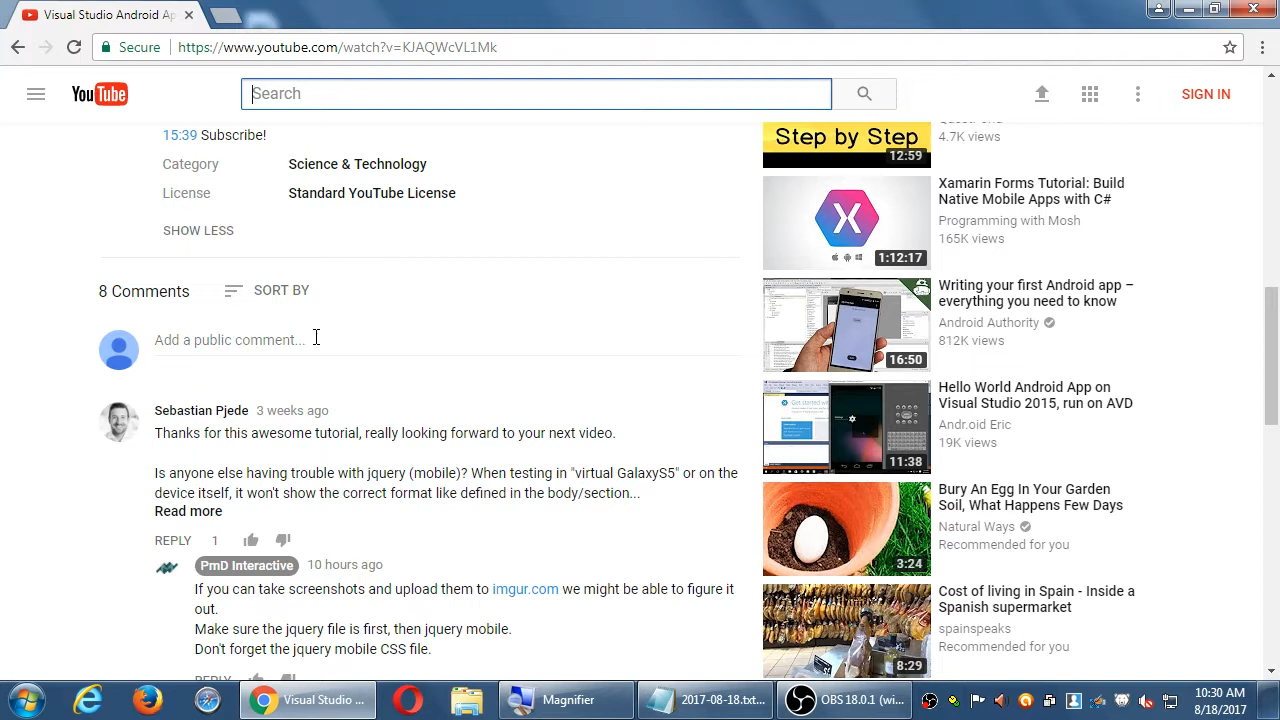 Visual Studio Android Ap
Secure
https://www.youtube.com/watch?v=KJAQWcVL1Mk
YouTube
Search
SIGN IN
15:39 Subscribe!
Category Science & Technology
License Standard YouTube License
SHOW LESS
8 Comments SORT BY
Add a public comment...
Sebastian 3 weeks ago
Thanks for this awesome tut, really looking forward to the next video.
Is anyone else having trouble with jquery (mobile)? When testing in "virtual Galaxy S5" or on the
device itself it won't show the correct format like defined in the body/section...
Read more
REPLY 1
PmD Interactive 10 hours ago
you can take screenshots and upload them to imgur.com we might be able to figure it
out.
Make sure the jquery file is first, then jquery mobile.
Don't forget the jquery mobile CSS file.
REPLY
Step by Step
12:59
4.7K views
X
1:12:17
Xamarin Forms Tutorial: Build
Native Mobile Apps with C#
Programming with Mosh
165K views
16:50
Writing your first Android app –
everything you need to know
Android Authority
812K views
11:38
Hello World Android App on
Visual Studio 2015, run on AVD
Andr.oid Eric
19K views
3:24
Bury An Egg In Your Garden
Soil, What Happens Few Days
Natural Ways
Recommended for you
8:29
Cost of living in Spain - Inside a
Spanish supermarket
spainspeaks
Recommended for you
Visual Studio ...
Magnifier
2017-08-18.txt...
OBS 18.0.1 (wi...
10:30 AM
8/18/2017